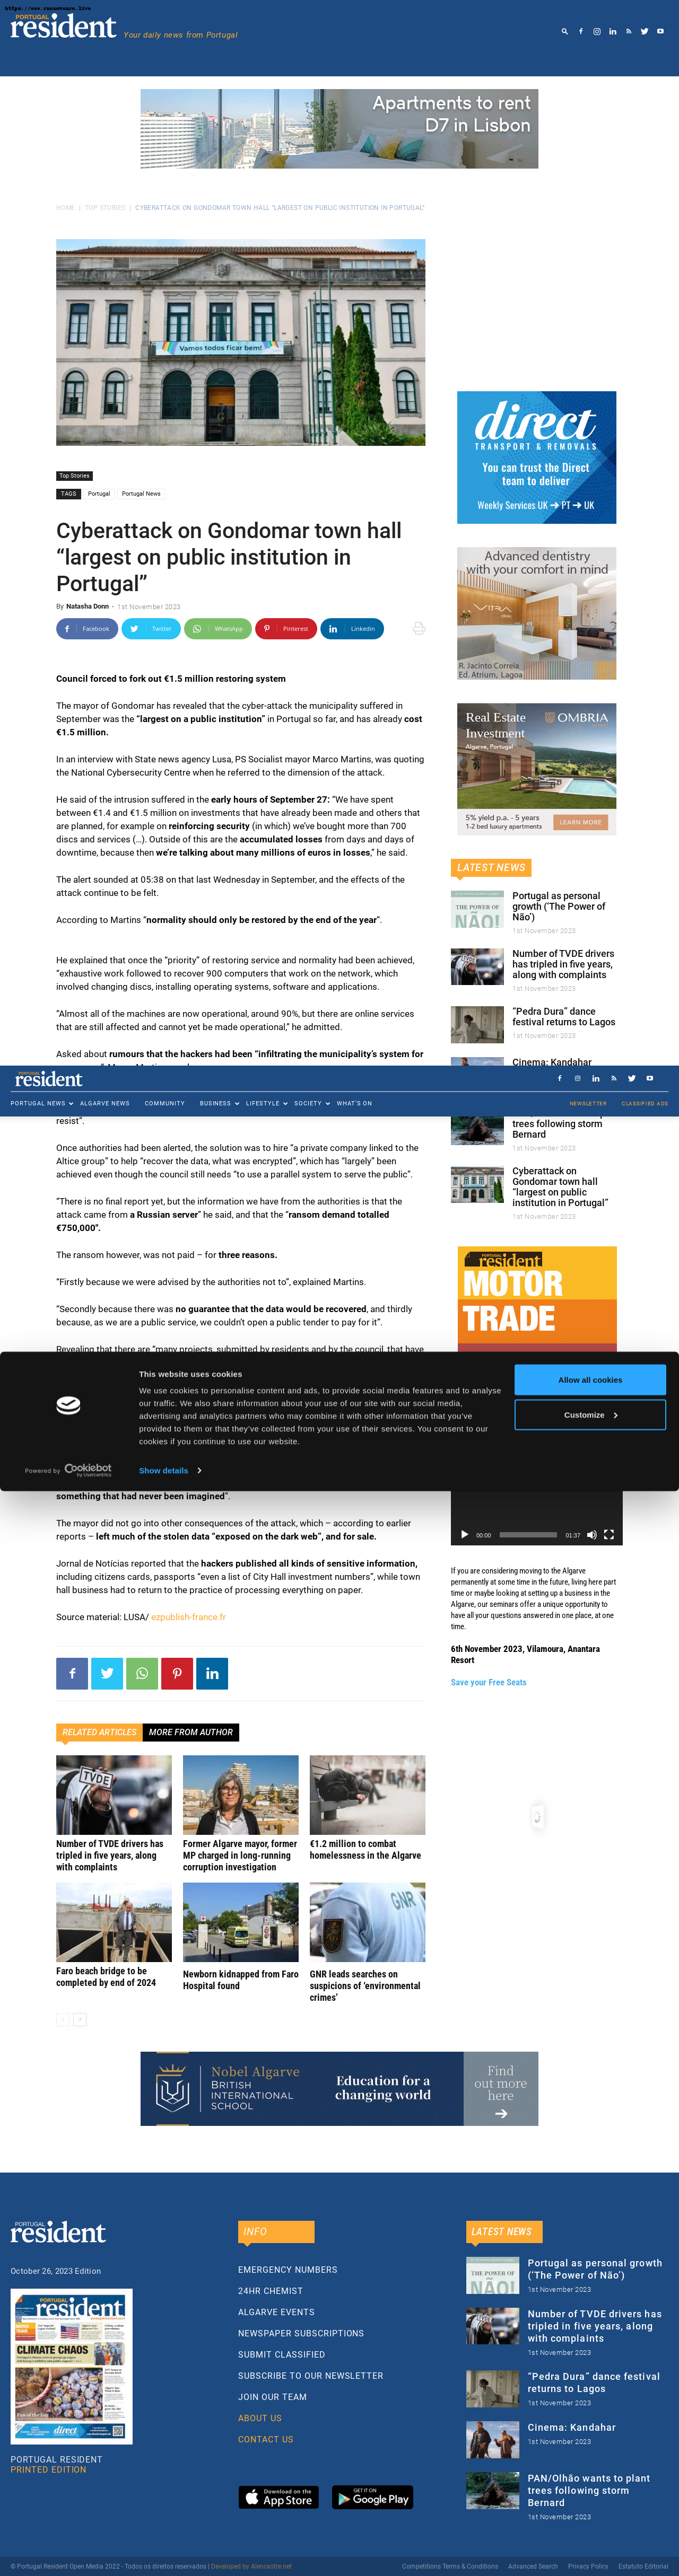 https://www.ransomware.live
PORTUGAL
resident
Your daily news from Portugal
Apartments to rent
D7 in Lisbon
HOME | TOP STORIES | CYBERATTACK ON GONDOMAR TOWN HALL “LARGEST ON PUBLIC INSTITUTION IN PORTUGAL”
Vamos todos ficar bem!
Top Stories
TAGS Portugal Portugal News
Cyberattack on Gondomar town hall
“largest on public institution in
Portugal”
By Natasha Donn - 1st November 2023
Facebook Twitter WhatsApp Pinterest Linkedin
Council forced to fork out €1.5 million restoring system
The mayor of Gondomar has revealed that the cyber-attack the municipality suffered in
September was the “largest on a public institution” in Portugal so far, and has already cost
€1.5 million.
In an interview with State news agency Lusa, PS Socialist mayor Marco Martins, was quoting
the National Cybersecurity Centre when he referred to the dimension of the attack.
He said of the intrusion suffered in the early hours of September 27: “We have spent
between €1.4 and €1.5 million on investments that have already been made and others that
are planned, for example on reinforcing security (in which) we’ve bought more than 700
discs and services (…). Outside of this are the accumulated losses from days and days of
downtime, because then we’re talking about many millions of euros in losses,” he said.
The alert sounded at 05:38 on that last Wednesday in September, and the effects of the
attack continue to be felt.
According to Martins “normality should only be restored by the end of the year”.
He explained that once the “priority” of restoring service and normality had been achieved,
“exhaustive work followed to recover 900 computers that work on the network, which
involved changing discs, installing operating systems, software and applications.
“Almost all of the machines are now operational, around 90%, but there are online services
that are still affected and cannot yet be made operational,” he admitted.
Asked about rumours that the hackers had been “infiltrating the municipality’s system for
resist”.
Once authorities had been alerted, the solution was to hire “a private company linked to the
Altice group” to help “recover the data, what was encrypted”, which has “largely” been
achieved even though the council still needs “to use a parallel system to serve the public”.
“There is no final report yet, but the information we have from the authorities is that the
attack came from a Russian server” he said, and that the “ransom demand totalled
€750,000″.
The ransom however, was not paid – for three reasons.
“Firstly because we were advised by the authorities not to”, explained Martins.
“Secondly because there was no guarantee that the data would be recovered, and thirdly
because, as we are a public service, we couldn’t open a public tender to pay for it”.
Revealing that there are “many projects, submitted by residents and by the council, that have
something that had never been imagined”.
The mayor did not go into other consequences of the attack, which – according to earlier
reports – left much of the stolen data “exposed on the dark web”, and for sale.
Jornal de Notícias reported that the hackers published all kinds of sensitive information,
including citizens cards, passports “even a list of City Hall investment numbers”, while town
hall business had to return to the practice of processing everything on paper.
Source material: LUSA/ ezpublish-france.fr
RELATED ARTICLES MORE FROM AUTHOR
TVDE
Number of TVDE drivers has
tripled in five years, along
with complaints
Former Algarve mayor, former
MP charged in long-running
corruption investigation
€1.2 million to combat
homelessness in the Algarve
Faro beach bridge to be
completed by end of 2024
Newborn kidnapped from Faro
Hospital found
GNR
GNR leads searches on
suspicions of ‘environmental
crimes’
direct
TRANSPORT & REMOVALS
You can trust the Direct
team to deliver
Weekly Services UK ➔ PT ➔ UK
Advanced dentistry
with your comfort in mind
VITRA
R. Jacinto Correia
Ed. Atrium, Lagoa
Real Estate
Investment
OMBRIA
Algarve, Portugal
5% yield p.a. - 5 years
1-2 bed luxury apartments
LEARN MORE
LATEST NEWS
THE POWER OF
NÃO!
Portugal as personal
growth (‘The Power of
Não’)
1st November 2023
Number of TVDE drivers
has tripled in five years,
along with complaints
1st November 2023
“Pedra Dura” dance
festival returns to Lagos
1st November 2023
Cinema: Kandahar
PORTUGAL
resident
PORTUGAL NEWS ALGARVE NEWS COMMUNITY BUSINESS LIFESTYLE SOCIETY WHAT’S ON
NEWSLETTER CLASSIFIED ADS
trees following storm
Bernard
1st November 2023
Cyberattack on
Gondomar town hall
“largest on public
institution in Portugal”
1st November 2023
PORTUGAL
resident
MOTOR
TRADE
This website uses cookies
We use cookies to personalise content and ads, to provide social media features and to analyse
our traffic. We also share information about your use of our site with our social media,
advertising and analytics partners who may combine it with other information that you’ve
provided to them or that they’ve collected from your use of their services. You consent to our
cookies if you continue to use our website.
Allow all cookies
Customize
Powered by Cookiebot
by Usercentrics
Show details
00:00 01:37
If you are considering moving to the Algarve
permanently at some time in the future, living here part
time or maybe looking at setting up a business in the
Algarve, our seminars offer a unique opportunity to
have all your questions answered in one place, at one
time.
6th November 2023, Vilamoura, Anantara
Resort
Save your Free Seats
Nobel Algarve
BRITISH
INTERNATIONAL
SCHOOL
Education for a
changing world
Find
out more
here
PORTUGAL
resident
October 26, 2023 Edition
resident
CLIMATE CHAOS
direct
PORTUGAL RESIDENT
PRINTED EDITION
INFO
EMERGENCY NUMBERS
24HR CHEMIST
ALGARVE EVENTS
NEWSPAPER SUBSCRIPTIONS
SUBMIT CLASSIFIED
SUBSCRIBE TO OUR NEWSLETTER
JOIN OUR TEAM
ABOUT US
CONTACT US
Download on the
App Store
GET IT ON
Google Play
LATEST NEWS
THE POWER OF
NÃO!
Portugal as personal growth
(‘The Power of Não’)
1st November 2023
Number of TVDE drivers has
tripled in five years, along
with complaints
1st November 2023
“Pedra Dura” dance festival
returns to Lagos
1st November 2023
Cinema: Kandahar
1st November 2023
PAN/Olhão wants to plant
trees following storm
Bernard
1st November 2023
© Portugal Resident Open Media 2022 - Todos os direitos reservados | Developed by Aliencastre.net
Competitions Terms & Conditions Advanced Search Privacy Policy Estatuto Editorial